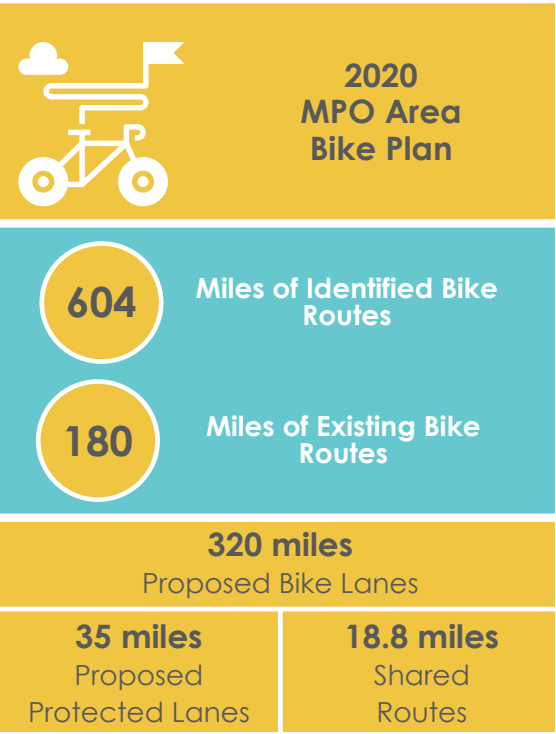 2020
MPO Area
Bike Plan
604
Miles of Identified Bike
Routes
180
Miles of Existing Bike
Routes
320 miles
Proposed Bike Lanes
35 miles
Proposed
Protected Lanes
18.8 miles
Shared
Routes